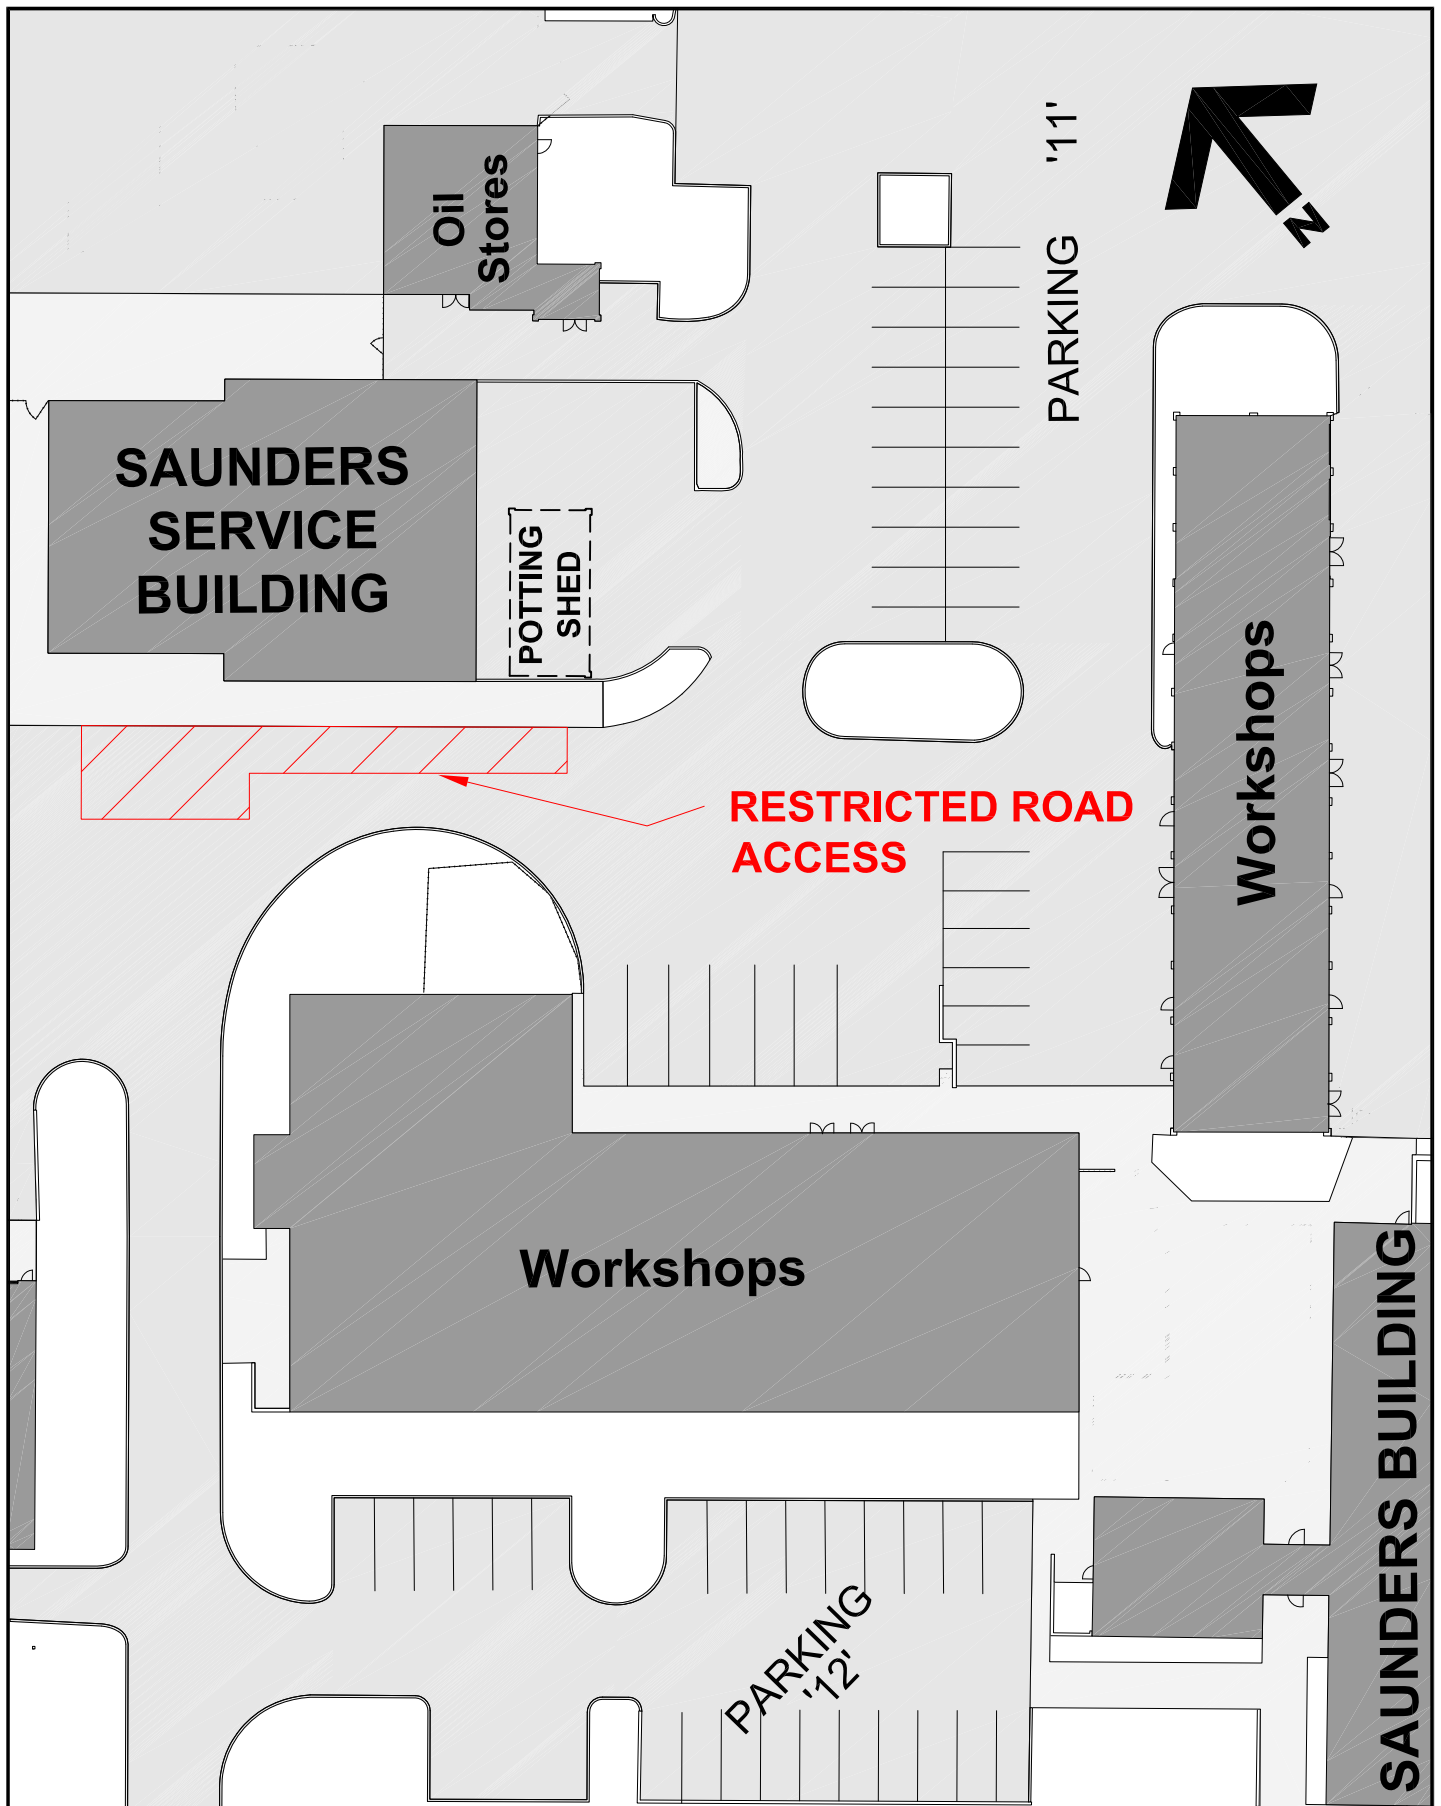 Oil
Stores
PARKING '11'
N
SAUNDERS
SERVICE
BUILDING
POTTING
SHED
Workshops
RESTRICTED ROAD
ACCESS
Workshops
SAUNDERS BUILDING
PARKING
'12'